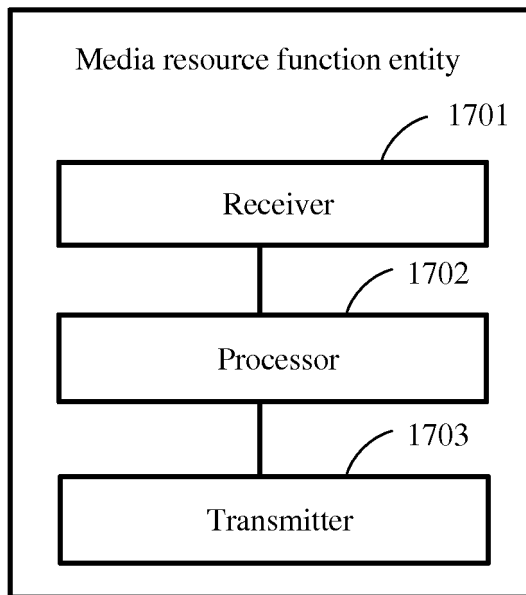 Media resource function entity
1701
Receiver
1702
Processor
1703
Transmitter